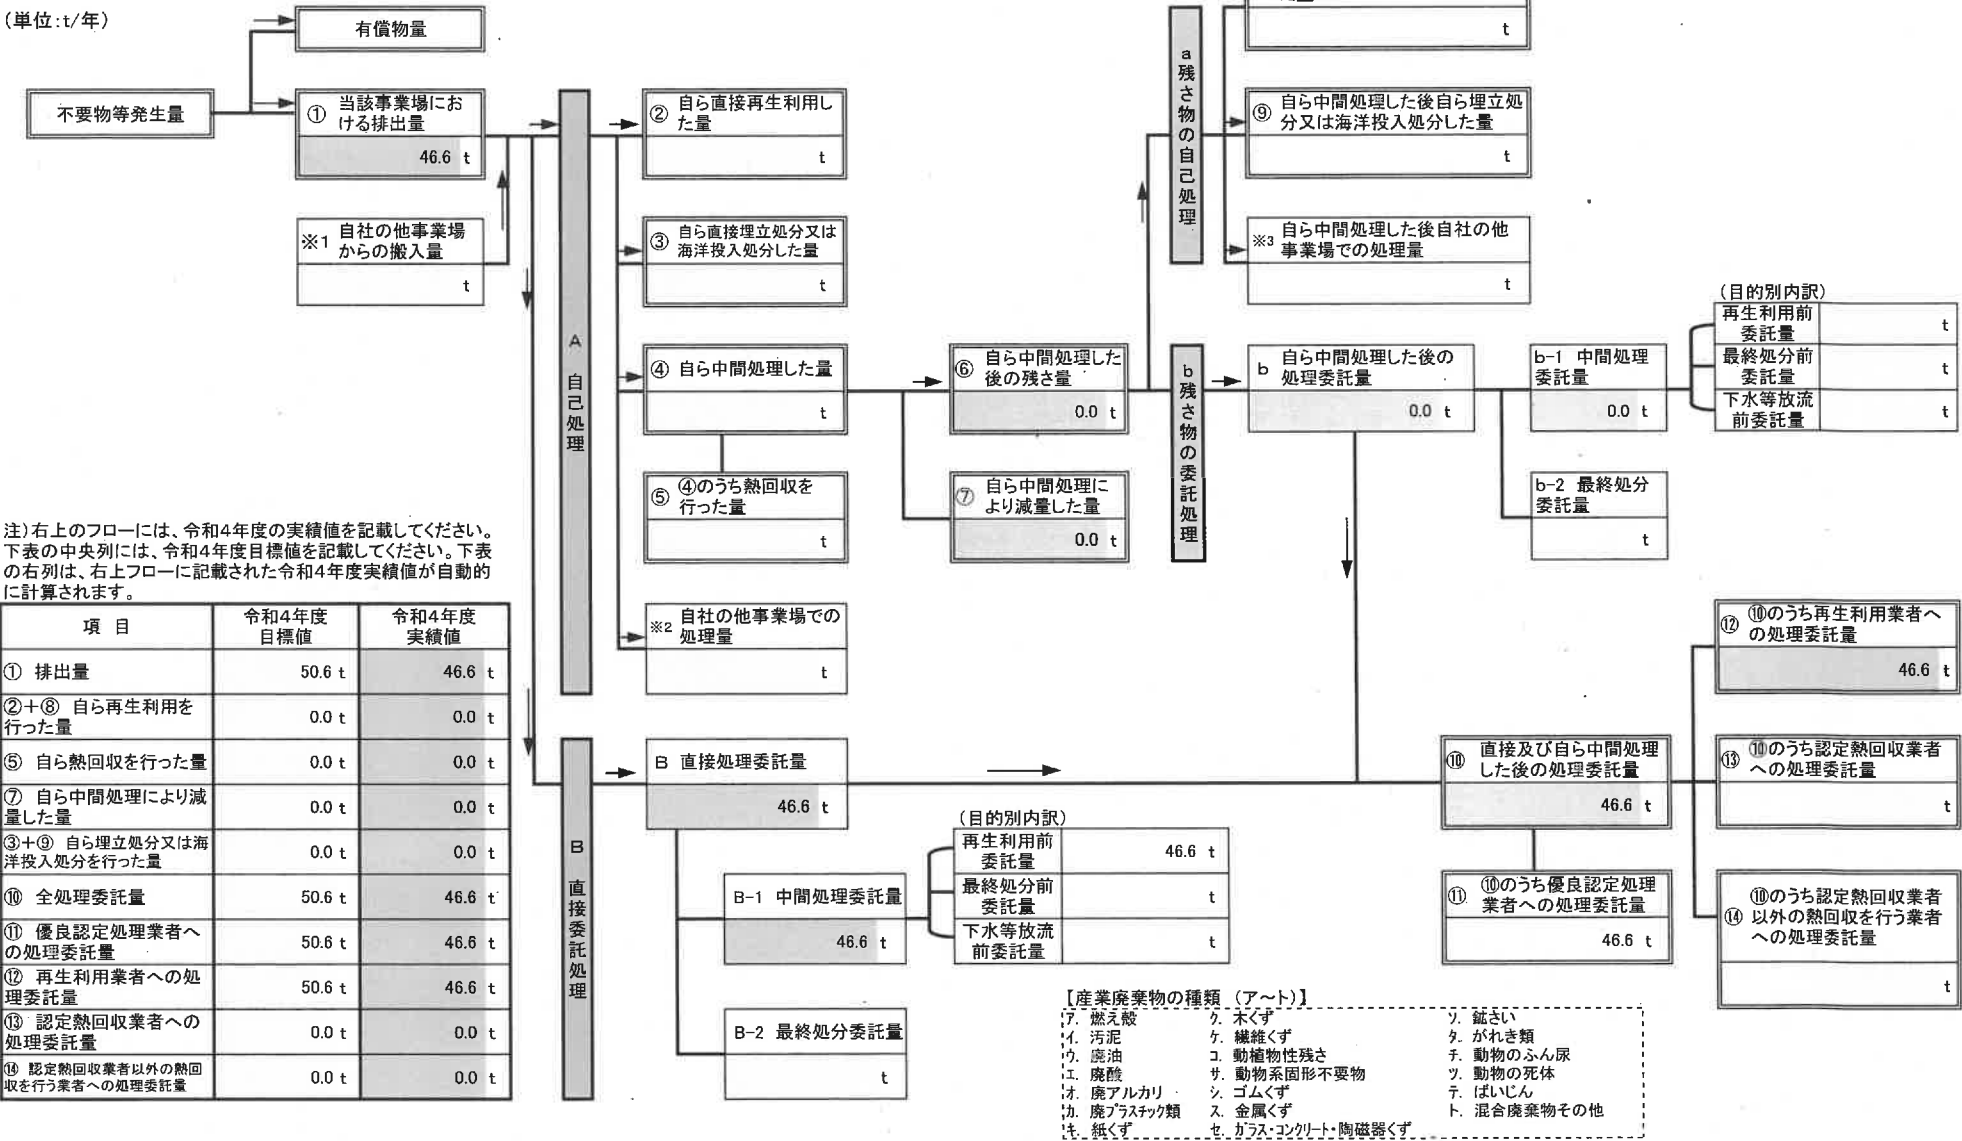 (単位:t/年)
有償物量
不要物等発生量
① 当該事業場にお
ける排出量
46.6 t
※1 自社の他事業場
からの搬入量
t
A 自己処理
② 自ら直接再生利用し
た量
t
③ 自ら直接埋立処分又は
海洋投入処分した量
t
④ 自ら中間処理した量
t
⑤ ④のうち熱回収を
行った量
t
※2 自社の他事業場での
処理量
t
⑥ 自ら中間処理した
後の残さ量
0.0 t
⑦ 自ら中間処理に
より減量した量
0.0 t
a 残さ物の自己処理
t
⑨ 自ら中間処理した後自ら埋立処
分又は海洋投入処分した量
t
※3 自ら中間処理した後自社の他
事業場での処理量
t
b 残さ物の委託処理
b 自ら中間処理した後の
処理委託量
0.0 t
b-1 中間処理
委託量
0.0 t
b-2 最終処分
委託量
t
(目的別内訳)
再生利用前
委託量
t
最終処分前
委託量
t
下水等放流
前委託量
t
注)右上のフローには、令和4年度の実績値を記載してください。
下表の中央列には、令和4年度目標値を記載してください。下表
の右列は、右上フローに記載された令和4年度実績値が自動的
に計算されます。
項 目
令和4年度
目標値
令和4年度
実績値
① 排出量 50.6 t 46.6 t
②+⑧ 自ら再生利用を
行った量 0.0 t 0.0 t
⑤ 自ら熱回収を行った量 0.0 t 0.0 t
⑦ 自ら中間処理により減
量した量 0.0 t 0.0 t
③+⑨ 自ら埋立処分又は海
洋投入処分を行った量 0.0 t 0.0 t
⑩ 全処理委託量 50.6 t 46.6 t
⑪ 優良認定処理業者へ
の処理委託量 50.6 t 46.6 t
⑫ 再生利用業者への処
理委託量 50.6 t 46.6 t
⑬ 認定熱回収業者への
処理委託量 0.0 t 0.0 t
⑭ 認定熱回収業者以外の熱回
収を行う業者への処理委託量 0.0 t 0.0 t
B 直接委託処理
B 直接処理委託量
46.6 t
B-1 中間処理委託量
46.6 t
B-2 最終処分委託量
t
(目的別内訳)
再生利用前
委託量
46.6 t
最終処分前
委託量
t
下水等放流
前委託量
t
⑩ 直接及び自ら中間処理
した後の処理委託量
46.6 t
⑪ ⑩のうち優良認定処理
業者への処理委託量
46.6 t
⑫ ⑩のうち再生利用業者へ
の処理委託量
46.6 t
⑬ ⑩のうち認定熱回収業者
への処理委託量
t
⑭ ⑩のうち認定熱回収業者
以外の熱回収を行う業者
への処理委託量
t
【産業廃棄物の種類 (ア~ト)】
ア. 燃え殻
イ. 汚泥
ウ. 廃油
エ. 廃酸
オ. 廃アルカリ
カ. 廃プラスチック類
キ. 紙くず
ク. 木くず
ケ. 繊維くず
コ. 動植物性残さ
サ. 動物系固形不要物
シ. ゴムくず
ス. 金属くず
セ. ガラス・コンクリート・陶磁器くず
ソ. 鉱さい
タ. がれき類
チ. 動物のふん尿
ツ. 動物の死体
テ. ばいじん
ト. 混合廃棄物その他